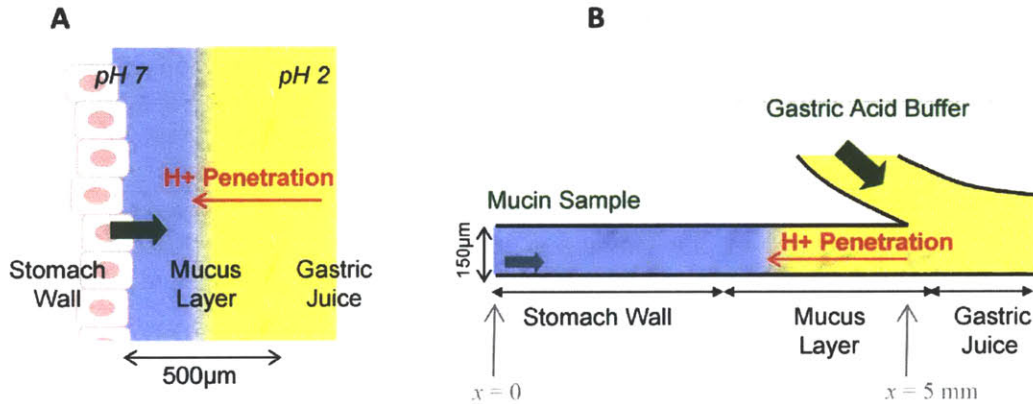 A
pH 7
pH 2
H+ Penetration
Stomach
Wall
Mucus
Layer
Gastric
Juice
500µm
B
Gastric Acid Buffer
Mucin Sample
150µm
H+ Penetration
Stomach Wall
Mucus
Layer
Gastric
Juice
x = 0
x = 5 mm